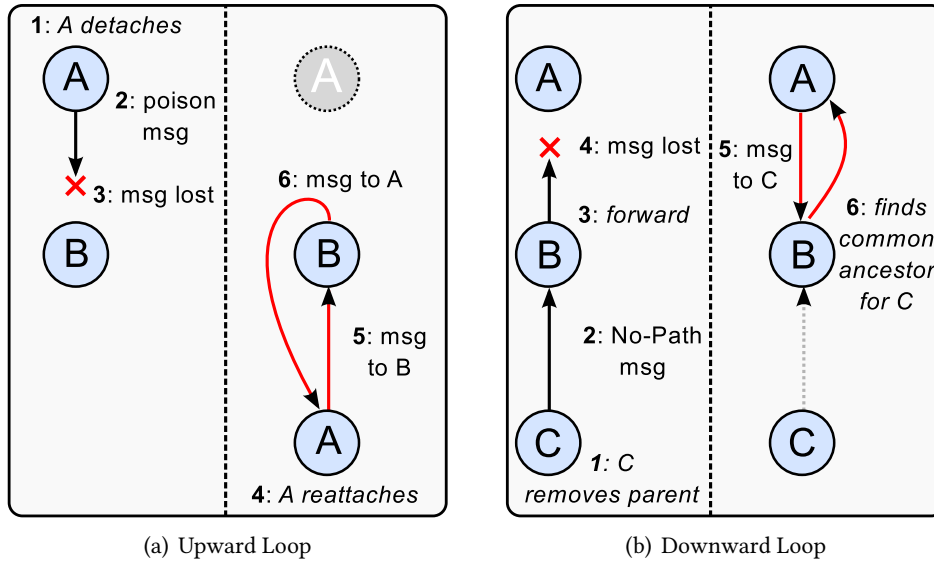 1: A detaches
A
2: poison
msg
3: msg lost
B
A
6: msg to A
B
5: msg
to B
A
4: A reattaches
(a) Upward Loop
A
4: msg lost
3: forward
B
2: No-Path
msg
C
1: C
removes parent
A
5: msg
to C
6: finds
common
ancestor
for C
B
C
(b) Downward Loop